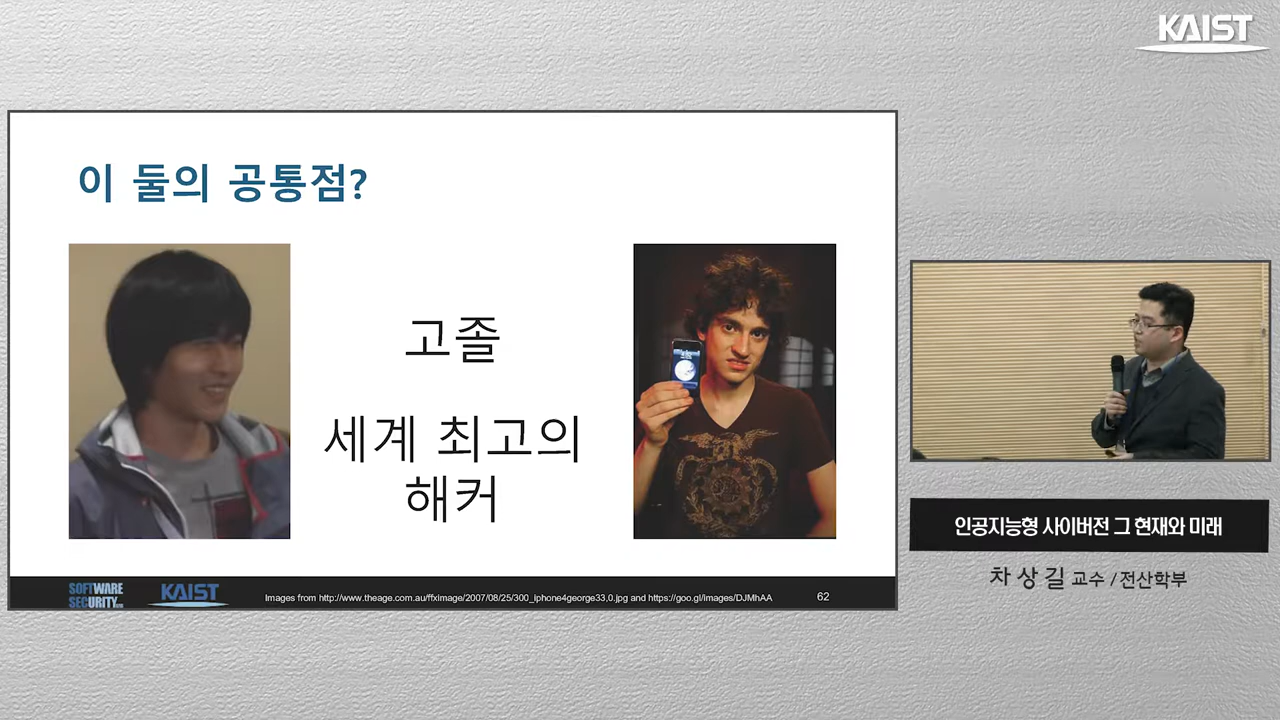 KAIST
이 둘의 공통점?
고졸
세계 최고의
해커
SOFTWARE
SECURITY
KAIST
Images from http://www.theage.com.au/ffximage/2007/08/25/300_iphone4george33,0.jpg and https://goo.gl/images/DJMhAA
62
인공지능형 사이버전 그 현재와 미래
차 상 길 교수 / 전산학부